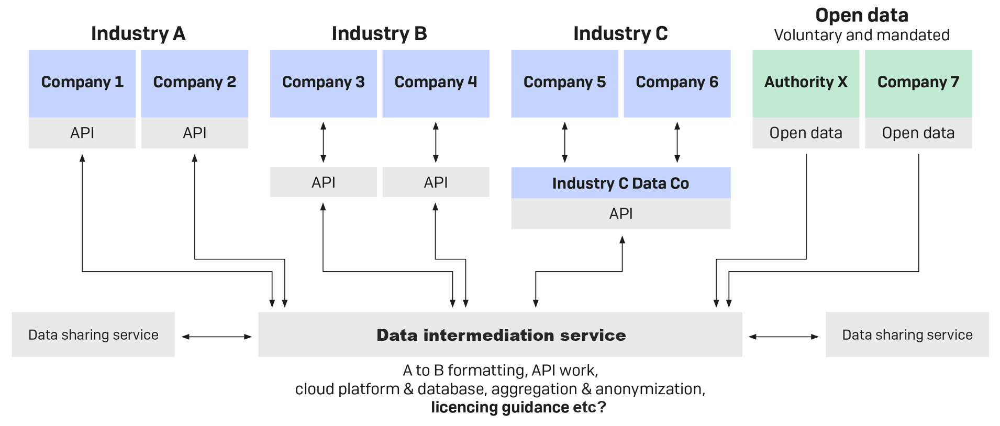 Industry A
Industry B
Industry C
Open data
Voluntary and mandated
Company 1
Company 2
Company 3
Company 4
Company 5
Company 6
Authority X
Company 7
API
API
Open data
Open data
API
API
Industry C Data Co
API
Data sharing service
Data intermediation service
Data sharing service
A to B formatting, API work,
cloud platform & database, aggregation & anonymization,
licencing guidance etc?